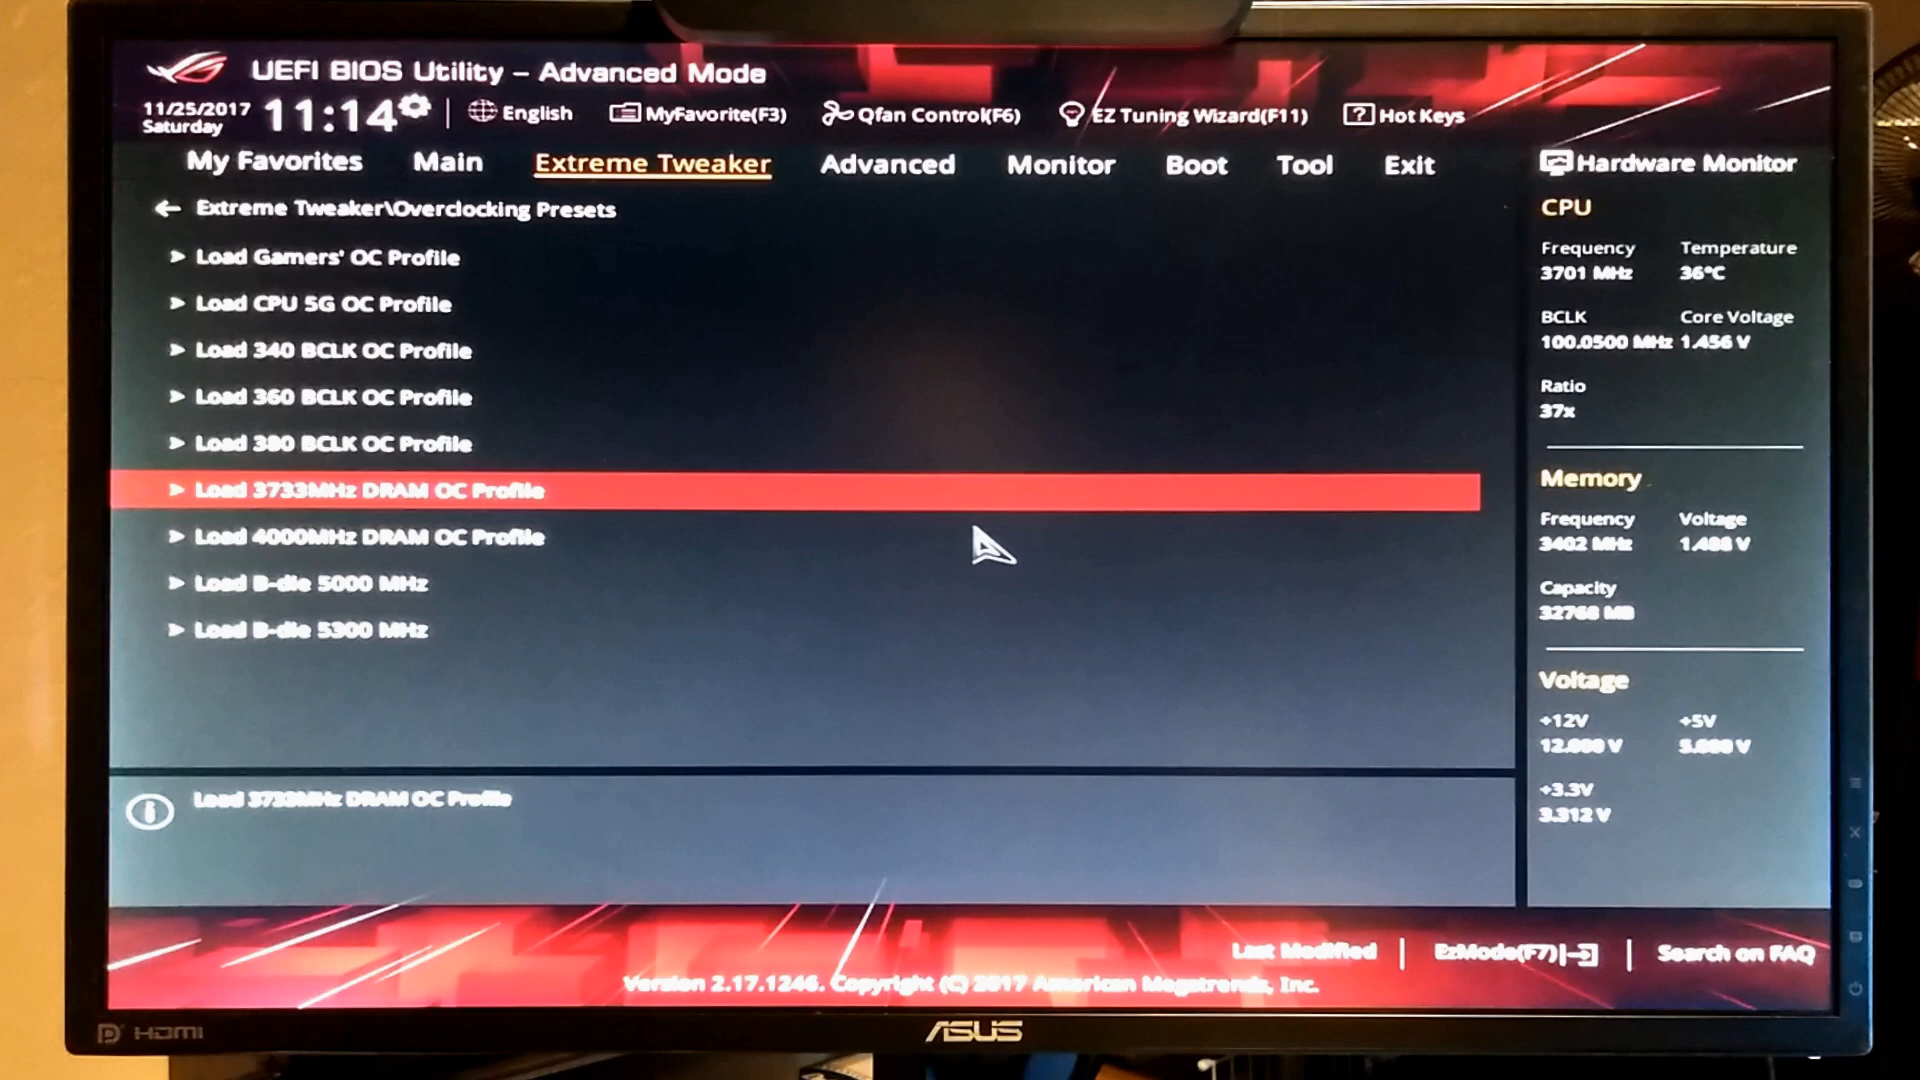 UEFI BIOS Utility – Advanced Mode
11/25/2017
Saturday
11:14
English
MyFavorite(F3)
Qfan Control(F6)
EZ Tuning Wizard(F11)
? Hot Keys
My Favorites
Main
Extreme Tweaker
Advanced
Monitor
Boot
Tool
Exit
Hardware Monitor
Extreme Tweaker\Overclocking Presets
Load Gamers' OC Profile
Load CPU 5G OC Profile
Load 340 BCLK OC Profile
Load 360 BCLK OC Profile
Load 380 BCLK OC Profile
Load 3733MHz DRAM OC Profile
Load 4000MHz DRAM OC Profile
Load B-die 5000 MHz
Load B-die 5300 MHz
CPU
Frequency Temperature
3701 MHz 36°C
BCLK Core Voltage
100.0500 MHz 1.456 V
Ratio
37x
Memory
Frequency Voltage
3402 MHz 1.488 V
Capacity
32768 MB
Voltage
+12V +5V
12.000 V 5.000 V
+3.3V
3.312 V
Load 3733MHz DRAM OC Profile
Last Modified
EzMode(F7)
Search on FAQ
Version 2.17.1246. Copyright (C) 2017 American Megatrends, Inc.
HDMI
ASUS